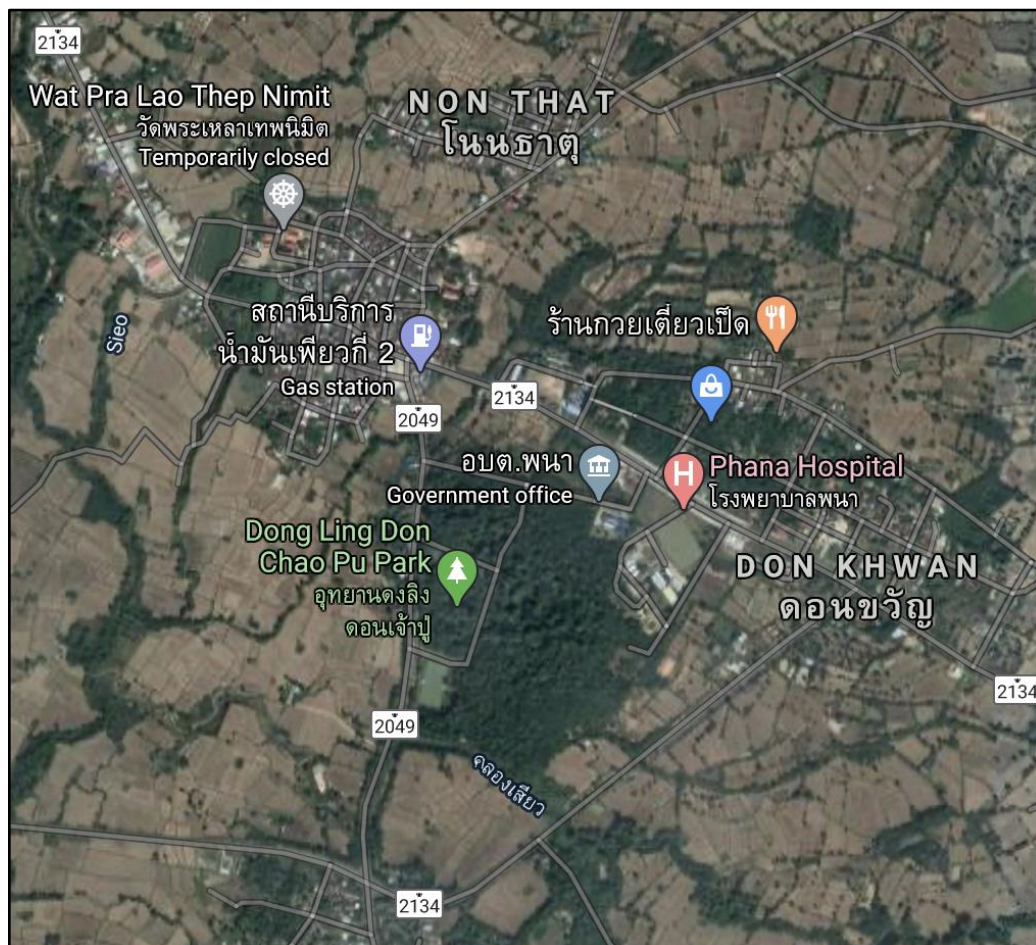 2134
Wat Pra Lao Thep Nimit
วัดพระเหลาเทพนิมิต
Temporarily closed
NON THAT
โนนธาตุ
Sieo
สถานีบริการ
น้ำมันเพียวกี่ 2
Gas station
ร้านกวยเตี่ยวเป็ด
2134
2049
อบต.พนา
Government office
H
Phana Hospital
โรงพยาบาลพนา
Dong Ling Don
Chao Pu Park
อุทยานดงลิง
ดอนเจ้าปู่
DON KHWAN
ดอนขวัญ
2134
2049
คลองเสียว
2134